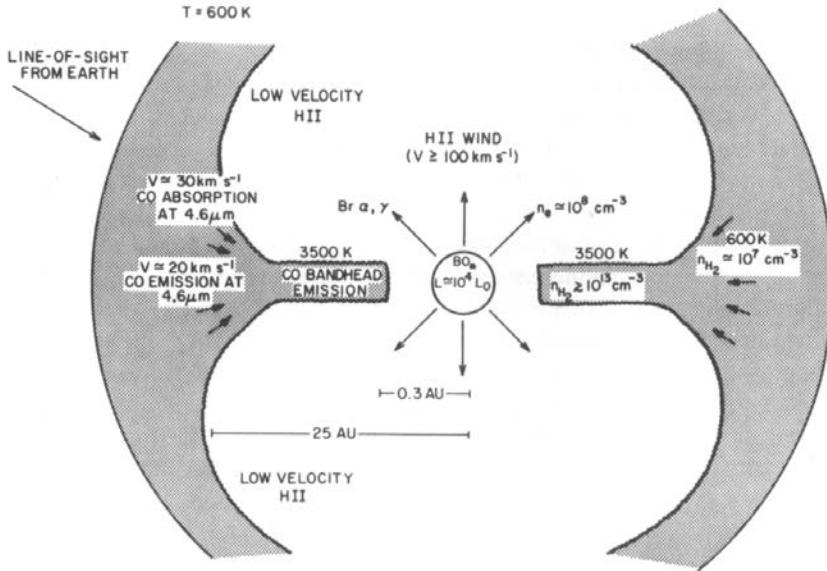 T = 600 K
LINE-OF-SIGHT
FROM EARTH
LOW VELOCITY
HII
HII WIND
(V ≥ 100 km s⁻¹)
V ≃ 30 km s⁻¹
CO ABSORPTION
AT 4.6μm
Br α, γ
nₑ ≃ 10⁸ cm⁻³
V ≃ 20 km s⁻¹
CO EMISSION AT
4.6μm
3500 K
CO BANDHEAD
EMISSION
BOₑ
L ≃ 10⁴ L₀
3500 K
n_H₂ ≥ 10¹³ cm⁻³
600 K
n_H₂ ≃ 10⁷ cm⁻³
0.3 AU
25 AU
LOW VELOCITY
HII